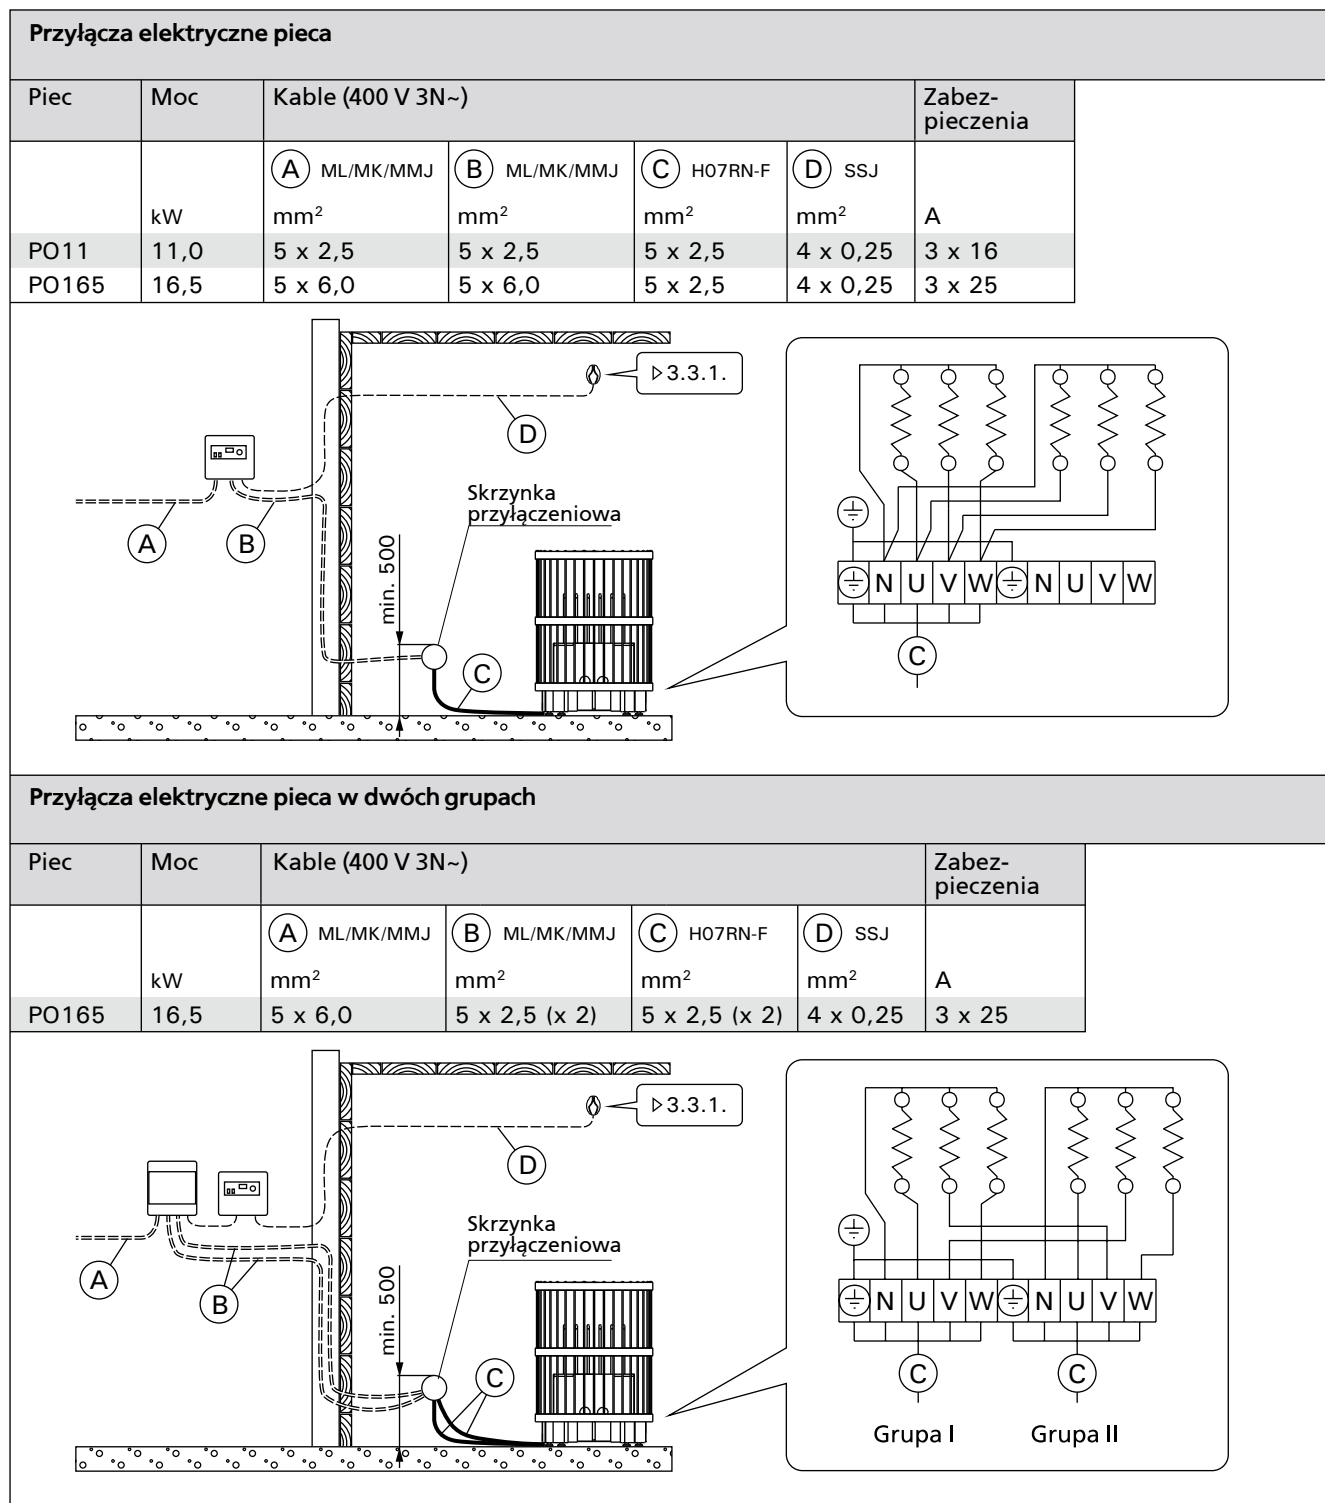 Przyłącza elektryczne pieca
Piec Moc Kable (400 V 3N~) Zabez-
pieczenia
A ML/MK/MMJ B ML/MK/MMJ C H07RN-F D SSJ
kW mm² mm² mm² mm² A
PO11 11,0 5 x 2,5 5 x 2,5 5 x 2,5 4 x 0,25 3 x 16
PO165 16,5 5 x 6,0 5 x 6,0 5 x 2,5 4 x 0,25 3 x 25
▷3.3.1.
D
A
B
Skrzynka
przyłączeniowa
min. 500
C
N U V W N U V W
C
Przyłącza elektryczne pieca w dwóch grupach
Piec Moc Kable (400 V 3N~) Zabez-
pieczenia
A ML/MK/MMJ B ML/MK/MMJ C H07RN-F D SSJ
kW mm² mm² mm² mm² A
PO165 16,5 5 x 6,0 5 x 2,5 (x 2) 5 x 2,5 (x 2) 4 x 0,25 3 x 25
▷3.3.1.
D
A
B
Skrzynka
przyłączeniowa
min. 500
C
N U V W N U V W
C C
Grupa I Grupa II